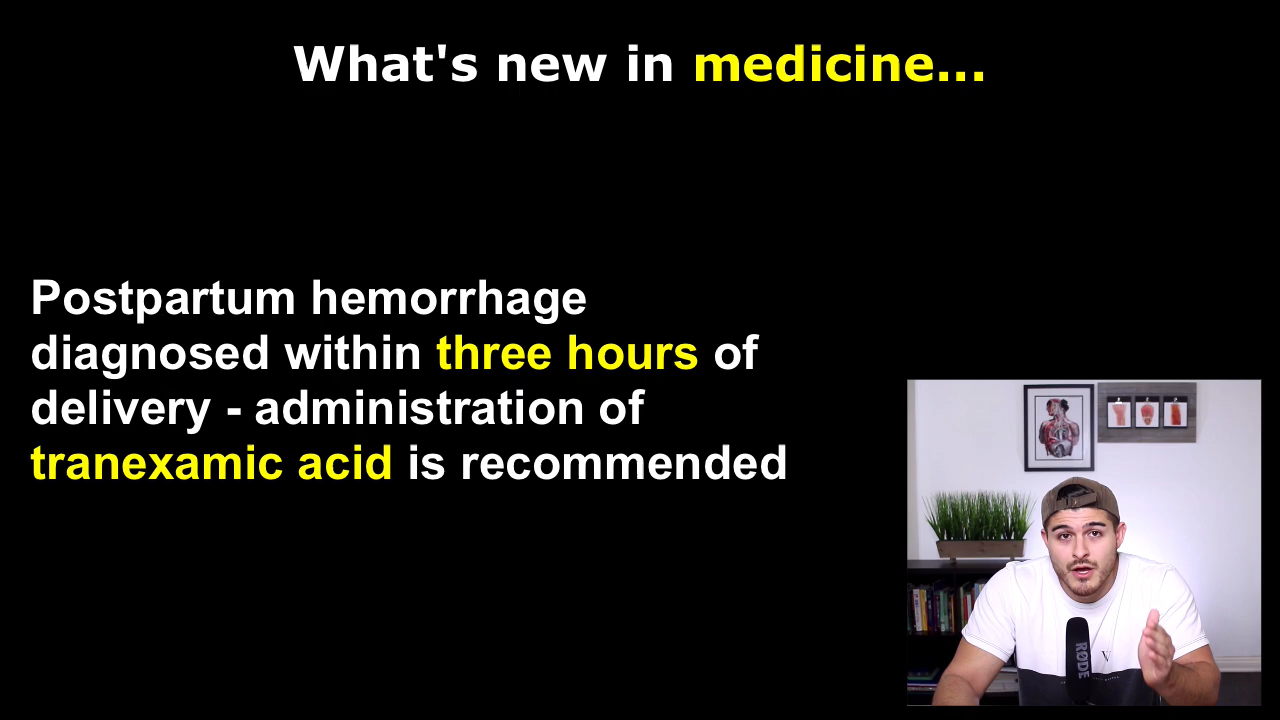 What's new in medicine...
Postpartum hemorrhage
diagnosed within three hours of
delivery - administration of
tranexamic acid is recommended
RØDE
V